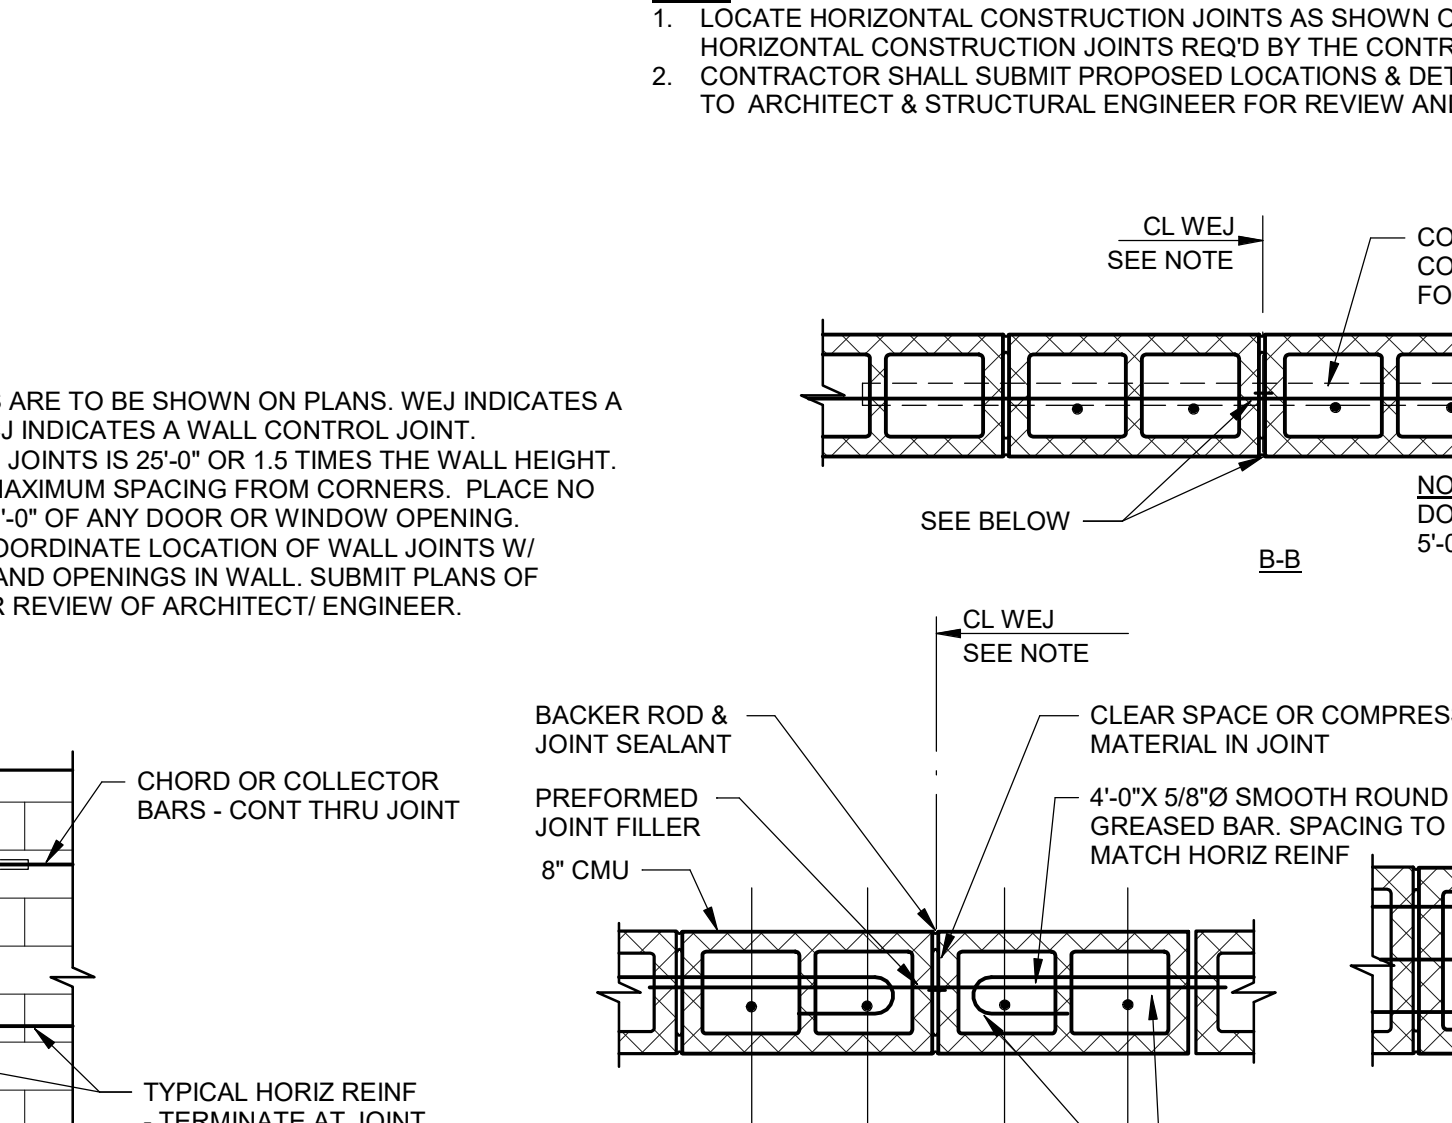 1. LOCATE HORIZONTAL CONSTRUCTION JOINTS AS SHOWN
HORIZONTAL CONSTRUCTION JOINTS REQ'D BY THE
2. CONTRACTOR SHALL SUBMIT PROPOSED LOCATIONS &
TO ARCHITECT & STRUCTURAL ENGINEER FOR REVIEW
CL WEJ
SEE NOTE
CO
CO
FO
ARE TO BE SHOWN ON PLANS. WEJ INDICATES A
J INDICATES A WALL CONTROL JOINT.
JOINTS IS 25'-0" OR 1.5 TIMES THE WALL HEIGHT.
MAXIMUM SPACING FROM CORNERS. PLACE NO
'-0" OF ANY DOOR OR WINDOW OPENING.
OORDINATE LOCATION OF WALL JOINTS W/
AND OPENINGS IN WALL. SUBMIT PLANS OF
R REVIEW OF ARCHITECT/ ENGINEER.
SEE BELOW
B-B
NO
DO
5'-0
CL WEJ
SEE NOTE
BACKER ROD &
JOINT SEALANT
CLEAR SPACE OR COMPRES
MATERIAL IN JOINT
CHORD OR COLLECTOR
BARS - CONT THRU JOINT
PREFORMED
JOINT FILLER
4'-0"X 5/8"Ø SMOOTH ROUND
GREASED BAR. SPACING TO
MATCH HORIZ REINF
8" CMU
TYPICAL HORIZ REINF
- TERMINATE AT JOINT